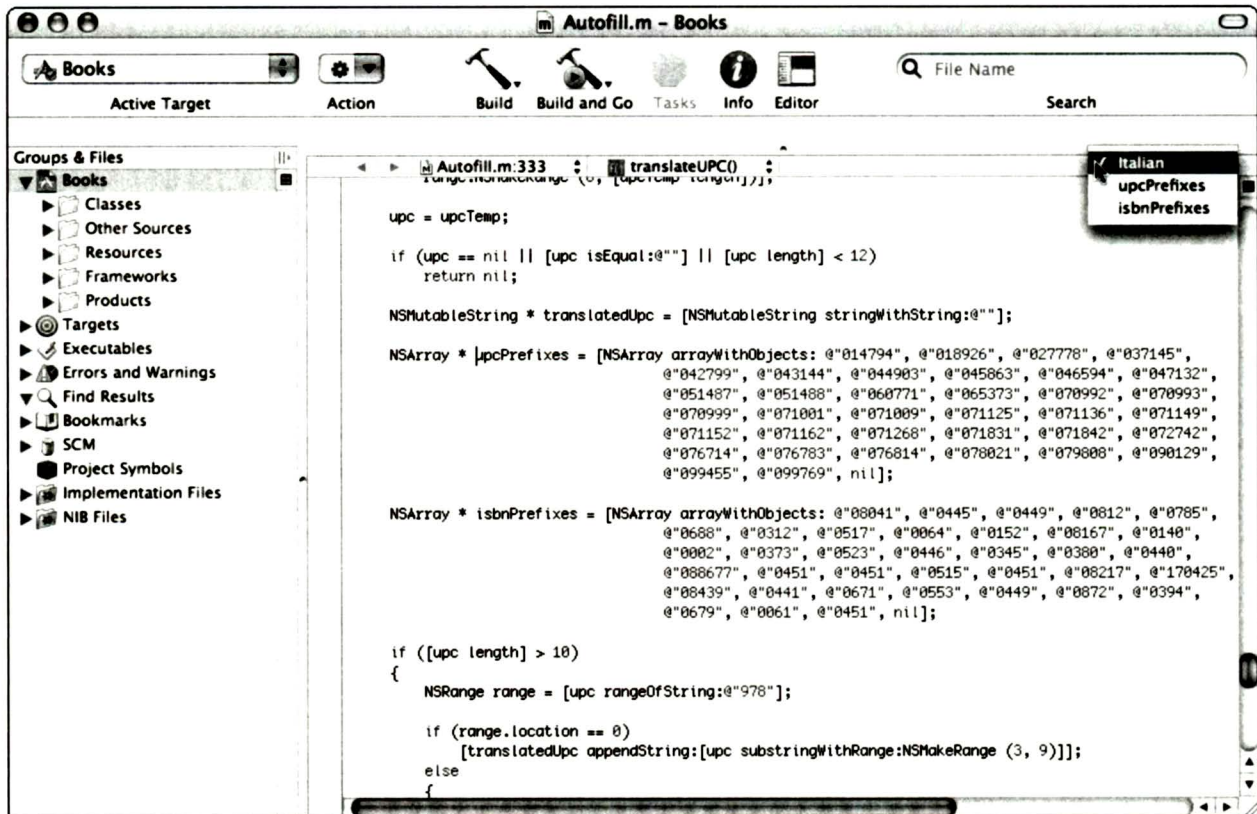 Autofill.m – Books
Books
File Name
Active Target
Action
Build
Build and Go
Tasks
Info
Editor
Search
Groups & Files
Books
Classes
Other Sources
Resources
Frameworks
Products
Targets
Executables
Errors and Warnings
Find Results
Bookmarks
SCM
Project Symbols
Implementation Files
NIB Files
Autofill.m:333
translateUPC()
Italian
upcPrefixes
isbnPrefixes
upc = upcTemp;
if (upc == nil || [upc isEqual:@""] || [upc length] < 12)
return nil;
NSMutableString * translatedUpc = [NSMutableString stringWithString:@""];
NSArray * upcPrefixes = [NSArray arrayWithObjects: @"014794", @"018926", @"027778", @"037145",
@"042799", @"043144", @"044903", @"045863", @"046594", @"047132",
@"051487", @"051488", @"060771", @"065373", @"070992", @"070993",
@"070999", @"071001", @"071009", @"071125", @"071136", @"071149",
@"071152", @"071162", @"071268", @"071831", @"071842", @"072742",
@"076714", @"076783", @"076814", @"078021", @"079808", @"090129",
@"099455", @"099769", nil];
NSArray * isbnPrefixes = [NSArray arrayWithObjects: @"08041", @"0445", @"0449", @"0812", @"0785",
@"0688", @"0312", @"0517", @"0064", @"0152", @"08167", @"0140",
@"0002", @"0373", @"0523", @"0446", @"0345", @"0380", @"0440",
@"088677", @"0451", @"0451", @"0515", @"0451", @"08217", @"170425",
@"08439", @"0441", @"0671", @"0553", @"0449", @"0872", @"0394",
@"0679", @"0061", @"0451", nil];
if ([upc length] > 10)
{
NSRange range = [upc rangeOfString:@"978"];
if (range.location == 0)
[translatedUpc appendString:[upc substringWithRange:NSMakeRange (3, 9)]];
else
{